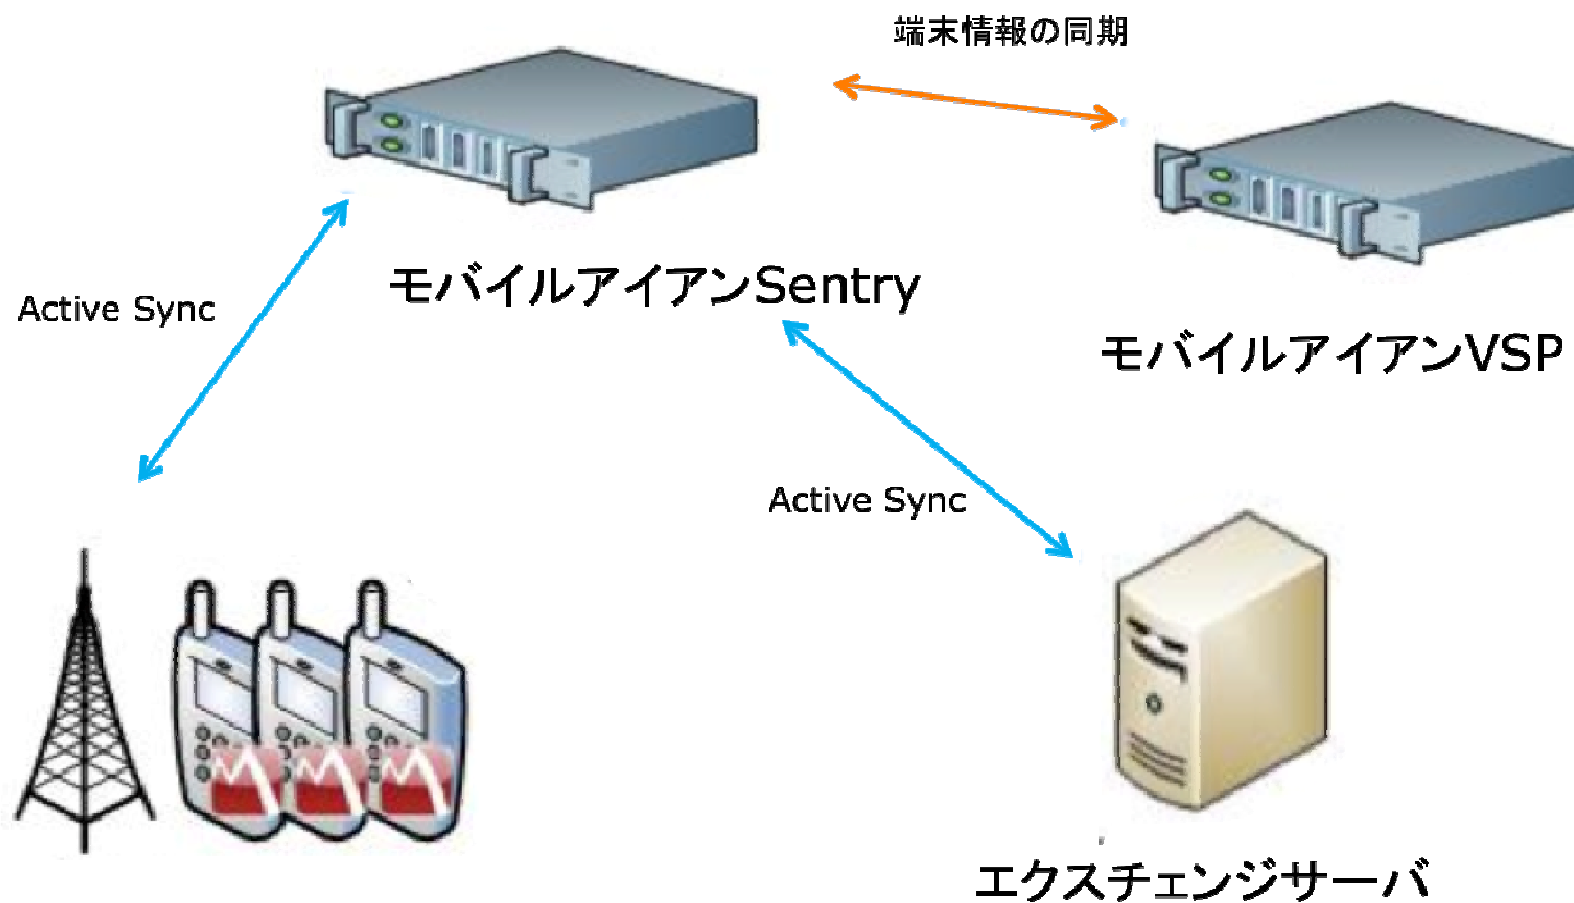 端末情報の同期
モバイルアイアンSentry
Active Sync
モバイルアイアンVSP
Active Sync
エクスチェンジサーバ